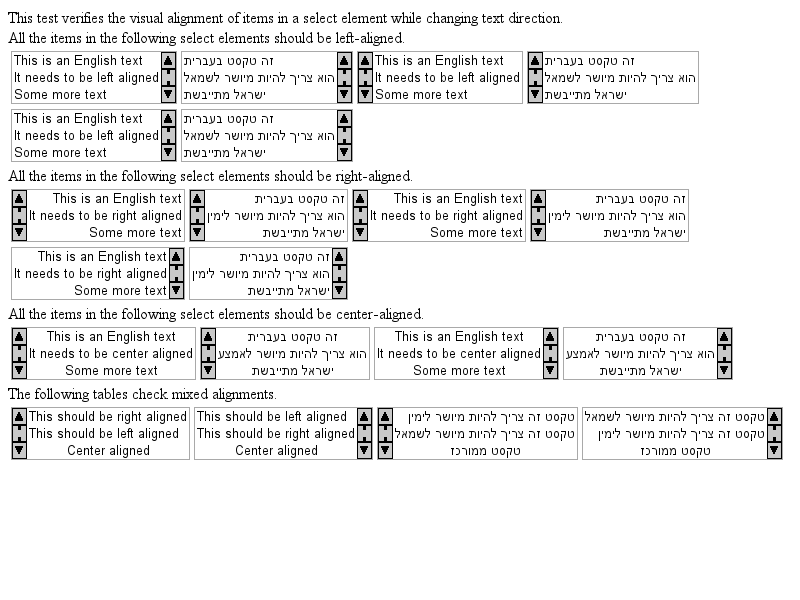 This test verifies the visual alignment of items in a select element while changing text direction.
All the items in the following select elements should be left-aligned.
This is an English text
It needs to be left aligned
Some more text
זה טקסט בעברית
הוא צריך להיות מיושר לשמאל
ישראל מתייבשת
This is an English text
It needs to be left aligned
Some more text
זה טקסט בעברית
הוא צריך להיות מיושר לשמאל
ישראל מתייבשת
This is an English text
It needs to be left aligned
Some more text
זה טקסט בעברית
הוא צריך להיות מיושר לשמאל
ישראל מתייבשת
All the items in the following select elements should be right-aligned.
This is an English text
It needs to be right aligned
Some more text
זה טקסט בעברית
הוא צריך להיות מיושר לימין
ישראל מתייבשת
This is an English text
It needs to be right aligned
Some more text
זה טקסט בעברית
הוא צריך להיות מיושר לימין
ישראל מתייבשת
This is an English text
It needs to be right aligned
Some more text
זה טקסט בעברית
הוא צריך להיות מיושר לימין
ישראל מתייבשת
All the items in the following select elements should be center-aligned.
This is an English text
It needs to be center aligned
Some more text
זה טקסט בעברית
הוא צריך להיות מיושר לאמצע
ישראל מתייבשת
This is an English text
It needs to be center aligned
Some more text
זה טקסט בעברית
הוא צריך להיות מיושר לאמצע
ישראל מתייבשת
The following tables check mixed alignments.
This should be right aligned
This should be left aligned
Center aligned
This should be left aligned
This should be right aligned
Center aligned
טקסט זה צריך להיות מיושר לימין
טקסט זה צריך להיות מיושר לשמאל
טקסט ממורכז
טקסט זה צריך להיות מיושר לשמאל
טקסט זה צריך להיות מיושר לימין
טקסט ממורכז